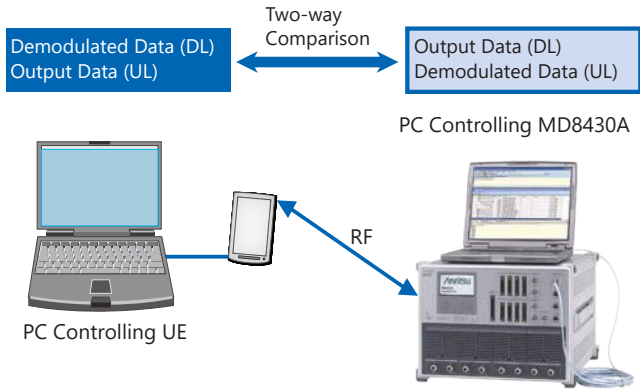 Two-way
Comparison
Demodulated Data (DL)
Output Data (UL)
Output Data (DL)
Demodulated Data (UL)
PC Controlling MD8430A
RF
Anritsu
PC Controlling UE